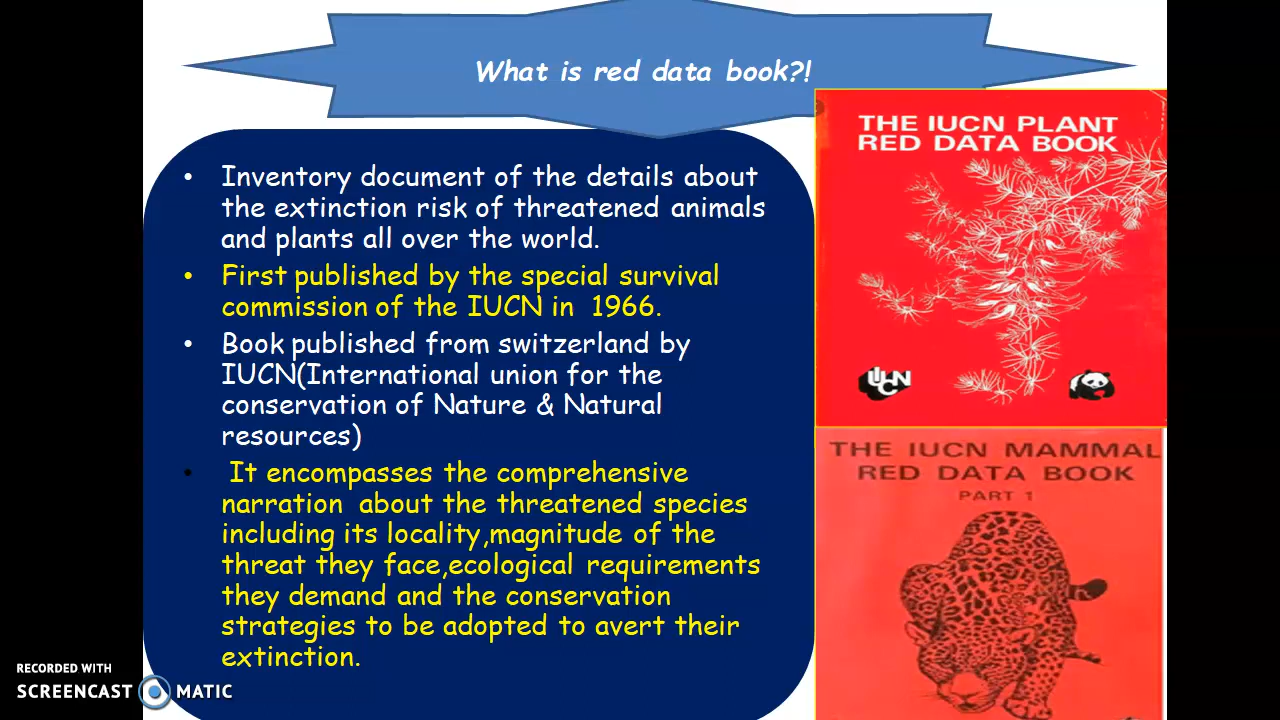 What is red data book?!
• Inventory document of the details about
the extinction risk of threatened animals
and plants all over the world.
• First published by the special survival
commission of the IUCN in 1966.
• Book published from switzerland by
IUCN(International union for the
conservation of Nature & Natural
resources)
• It encompasses the comprehensive
narration about the threatened species
including its locality,magnitude of the
threat they face,ecological requirements
they demand and the conservation
strategies to be adopted to avert their
extinction.
THE IUCN PLANT
RED DATA BOOK
IUCN
THE IUCN MAMMAL
RED DATA BOOK
PART 1
RECORDED WITH
SCREENCAST MATIC